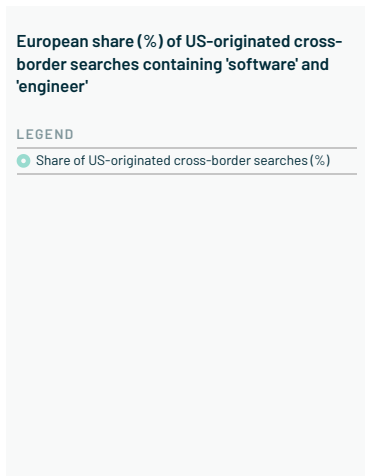 European share (%) of US-originated cross-
border searches containing 'software' and
'engineer'
LEGEND
Share of US-originated cross-border searches (%)